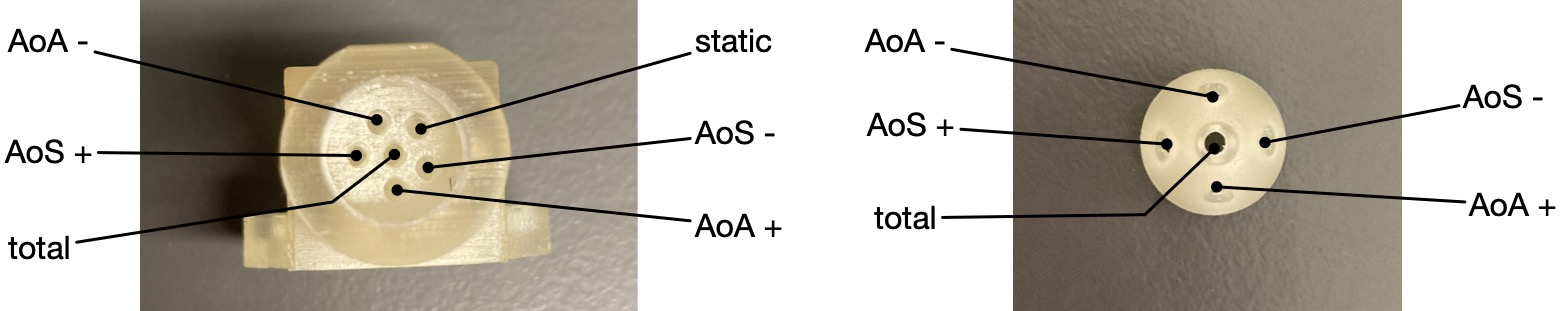 AoA -
static
AoS +
AoS -
total
AoA +
AoA -
AoS -
AoS +
AoA +
total